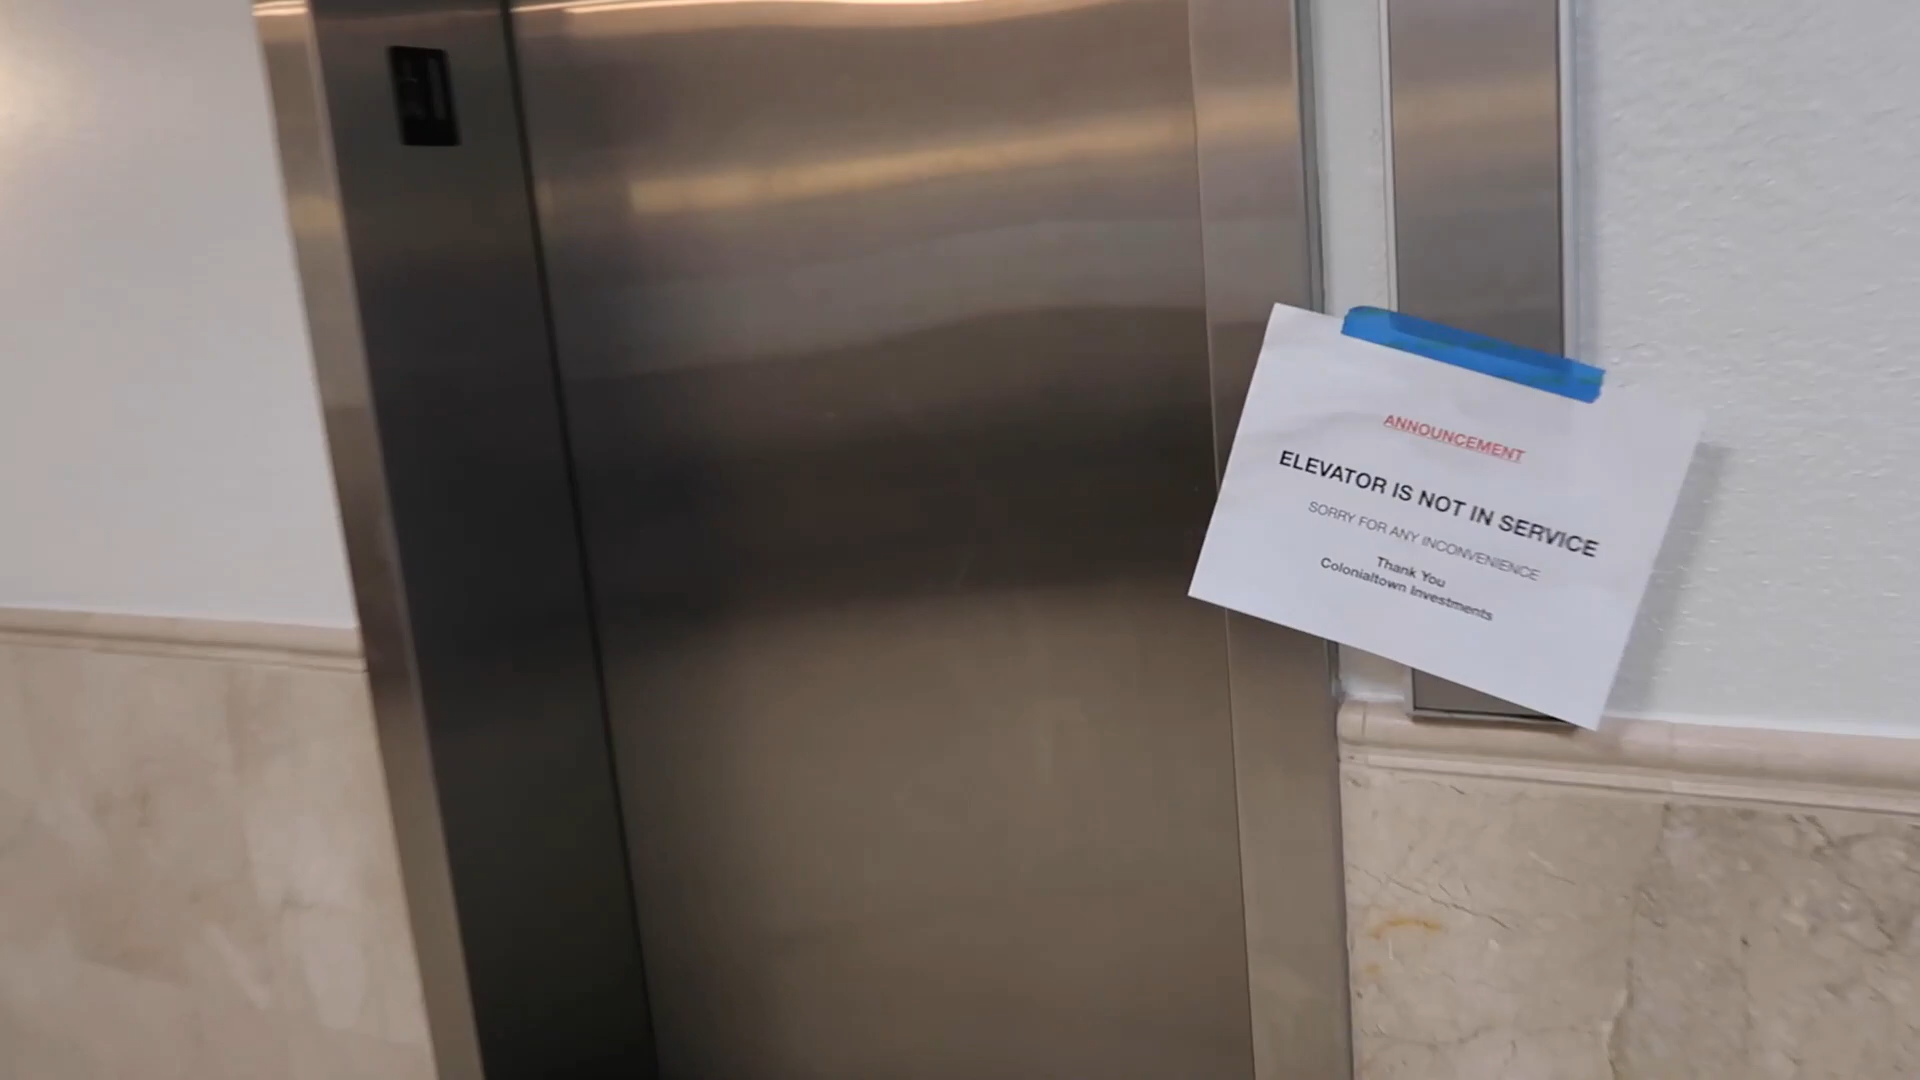 ANNOUNCEMENT
ELEVATOR IS NOT IN SERVICE
SORRY FOR ANY INCONVENIENCE
Thank You
Colonialtown Investments